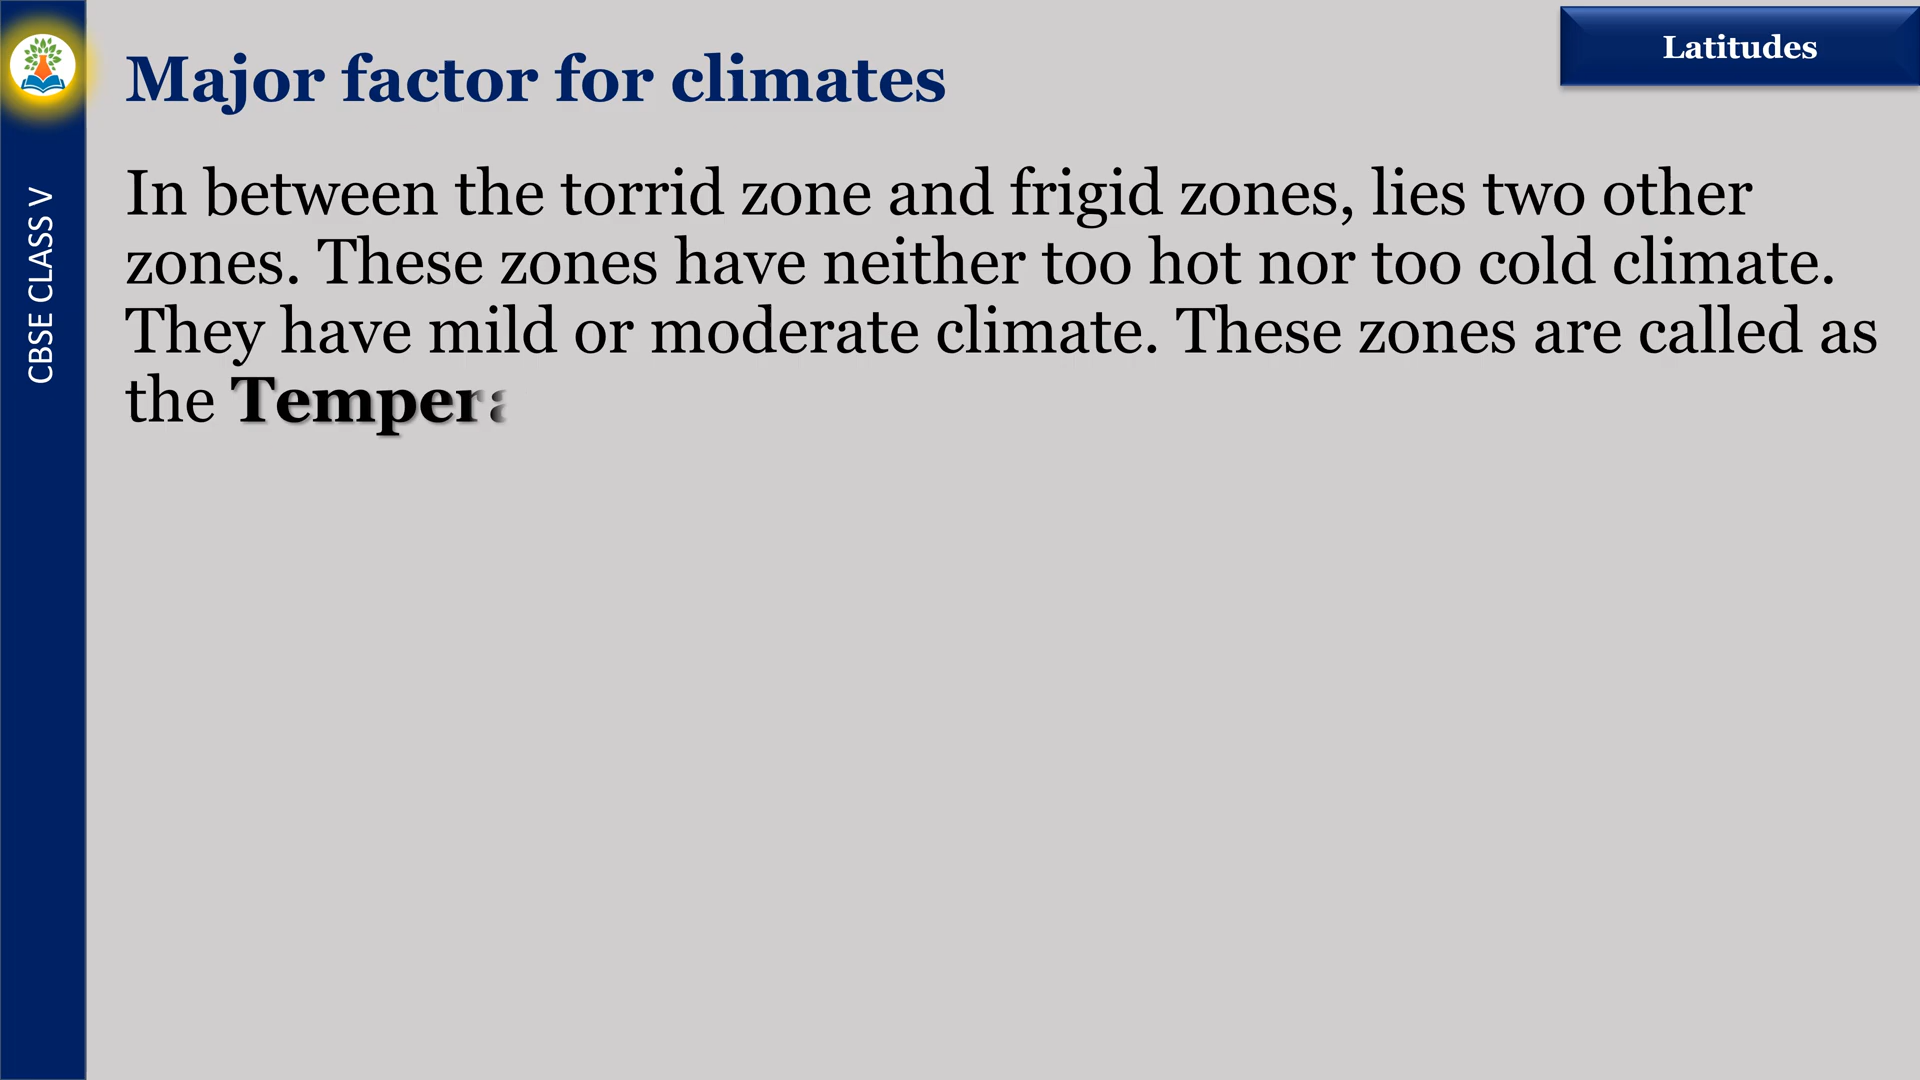 Latitudes
Major factor for climates
CBSE CLASS V
In between the torrid zone and frigid zones, lies two other
zones. These zones have neither too hot nor too cold climate.
They have mild or moderate climate. These zones are called as
the Tempera